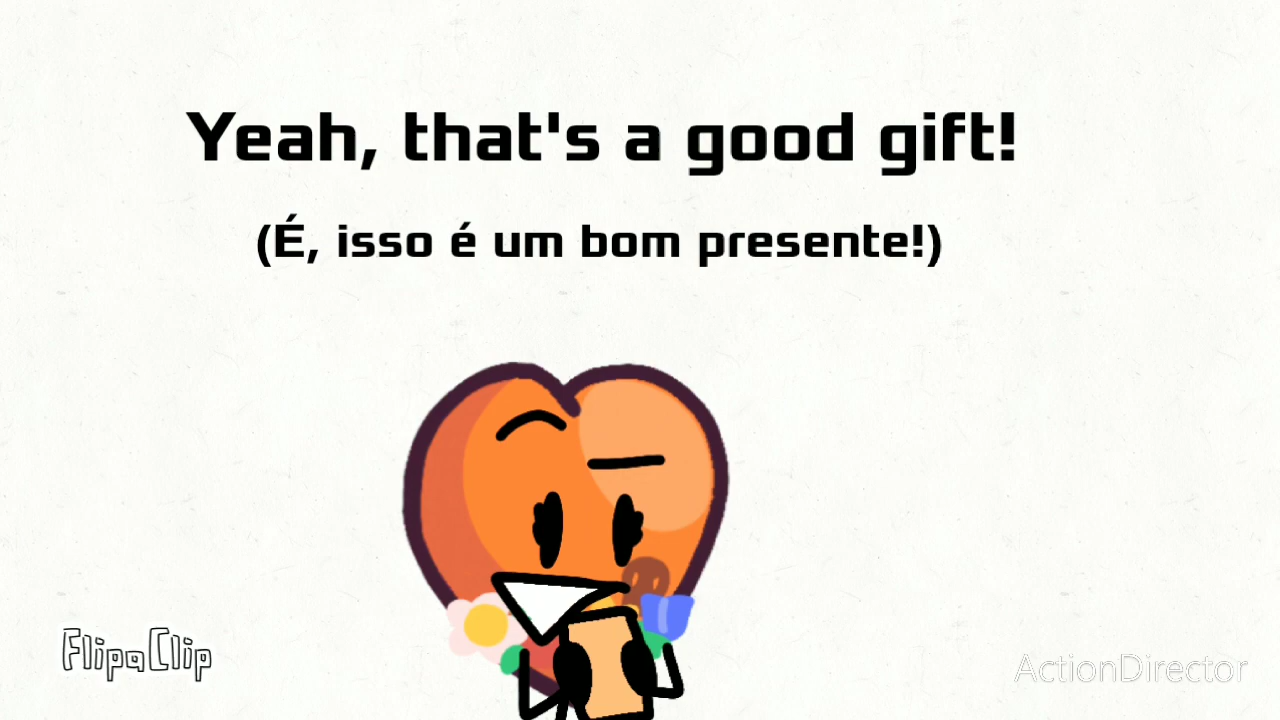 Yeah, that's a good gift!
(É, isso é um bom presente!)
FlipaClip
ActionDirector